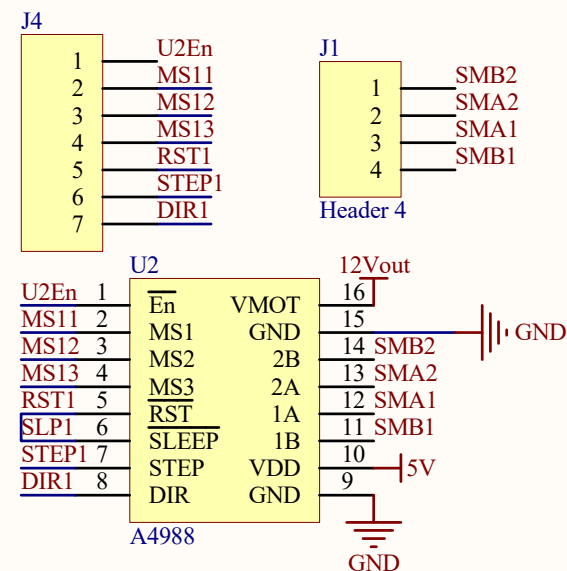 J4
1 U2En
2 MS11
3 MS12
4 MS13
5 RST1
6 STEP1
7 DIR1
J1
1 SMB2
2 SMA2
3 SMA1
4 SMB1
Header 4
U2
12Vout
U2En 1 En VMOT 16
MS11 2 MS1 GND 15 GND
MS12 3 MS2 2B 14 SMB2
MS13 4 MS3 2A 13 SMA2
RST1 5 RST 1A 12 SMA1
SLP1 6 SLEEP 1B 11 SMB1
STEP1 7 STEP VDD 10 5V
DIR1 8 DIR GND 9
A4988
GND